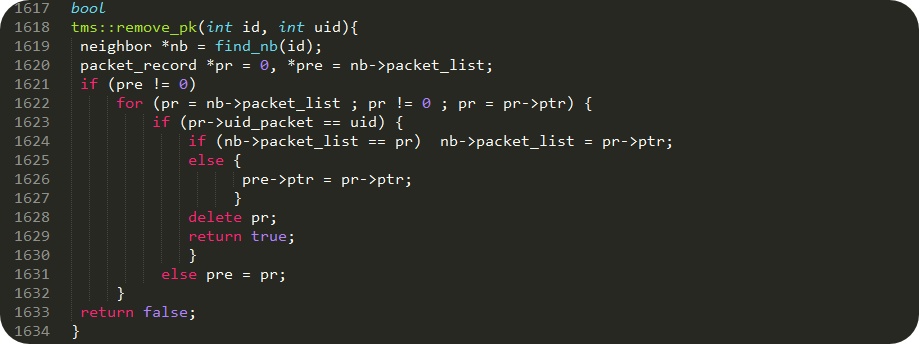 1617 bool
1618 tms::remove_pk(int id, int uid){
1619 neighbor *nb = find_nb(id);
1620 packet_record *pr = 0, *pre = nb->packet_list;
1621 if (pre != 0)
1622 for (pr = nb->packet_list ; pr != 0 ; pr = pr->ptr) {
1623 if (pr->uid_packet == uid) {
1624 if (nb->packet_list == pr)  nb->packet_list = pr->ptr;
1625 else {
1626 pre->ptr = pr->ptr;
1627 }
1628 delete pr;
1629 return true;
1630 }
1631 else pre = pr;
1632 }
1633 return false;
1634 }